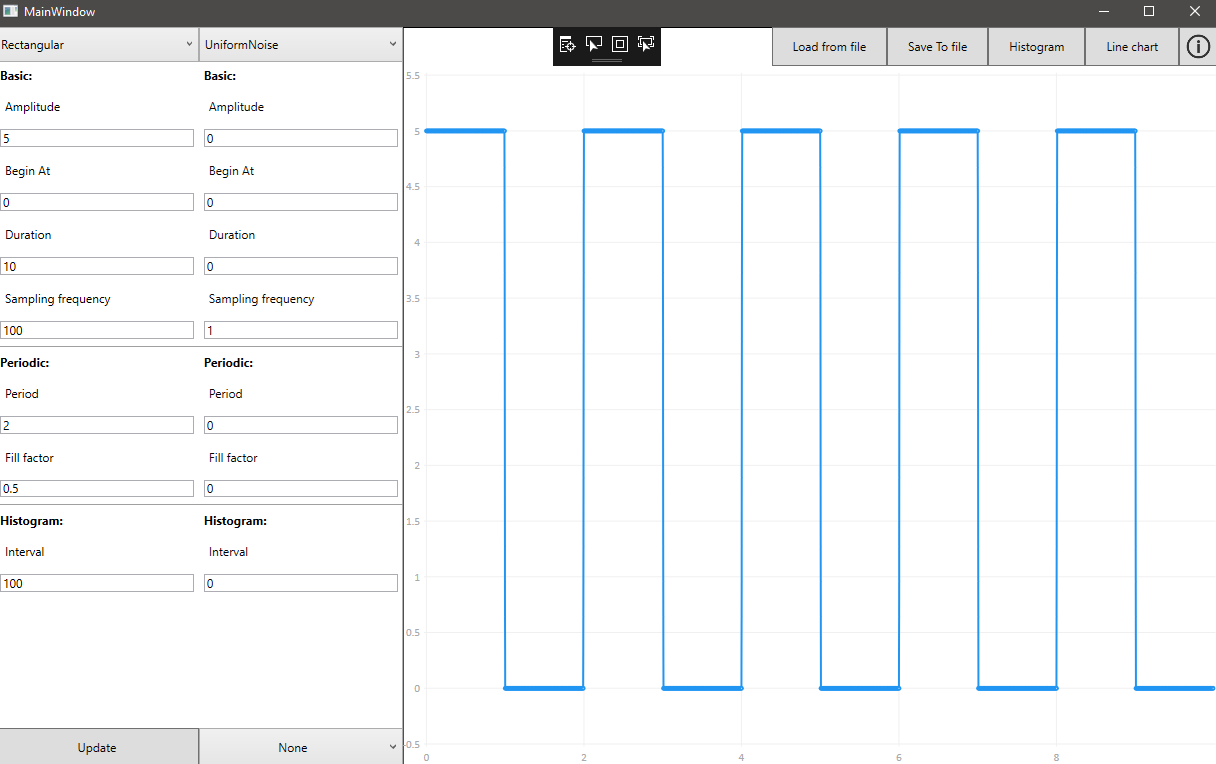 MainWindow
Rectangular
UniformNoise
Load from file
Save To file
Histogram
Line chart
Basic:
Basic:
Amplitude
Amplitude
5
0
Begin At
Begin At
0
0
Duration
Duration
10
0
Sampling frequency
Sampling frequency
100
1
Periodic:
Periodic:
Period
Period
2
0
Fill factor
Fill factor
0.5
0
Histogram:
Histogram:
Interval
Interval
100
0
Update
None
5.5
5
4.5
4
3.5
3
2.5
2
1.5
1
0.5
0
-0.5
0 2 4 6 8